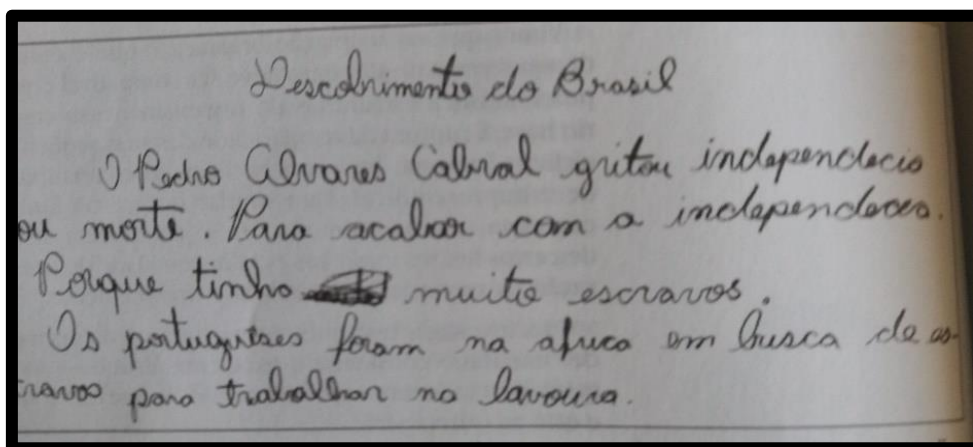 Descobrimento do Brasil
O Pedro Alvares Cabral gritou independecia
ou morte. Para acabar com a independecea.
Porque tinha muito escravos.
Os portugueses foram na africa em busca de es-
cravos para trabalhar na lavoura.